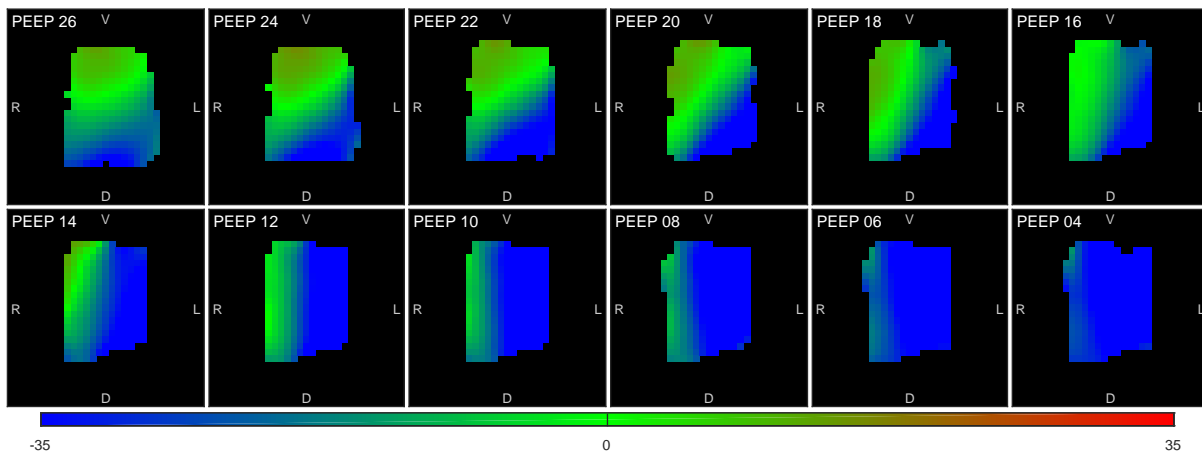 PEEP 26 V
R L
D
PEEP 24 V
R L
D
PEEP 22 V
R L
D
PEEP 20 V
R L
D
PEEP 18 V
R L
D
PEEP 16 V
R L
D
PEEP 14 V
R L
D
PEEP 12 V
R L
D
PEEP 10 V
R L
D
PEEP 08 V
R L
D
PEEP 06 V
R L
D
PEEP 04 V
R L
D
-35 0 35